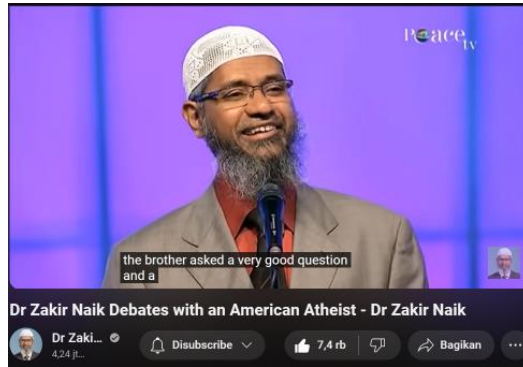 Peace
tv
the brother asked a very good question
and a
Dr Zakir Naik Debates with an American Atheist - Dr Zakir Naik
Dr Zaki...
4,24 jt...
Disubscribe
7,4 rb
Bagikan
...